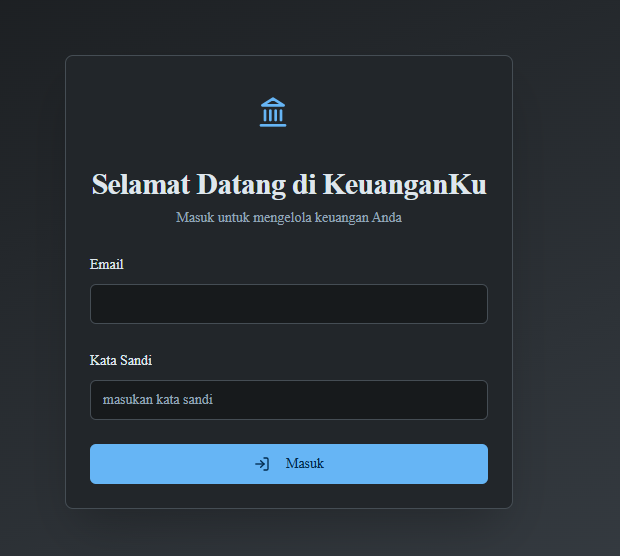 Selamat Datang di KeuanganKu
Masuk untuk mengelola keuangan Anda
Email
Kata Sandi
masukan kata sandi
Masuk